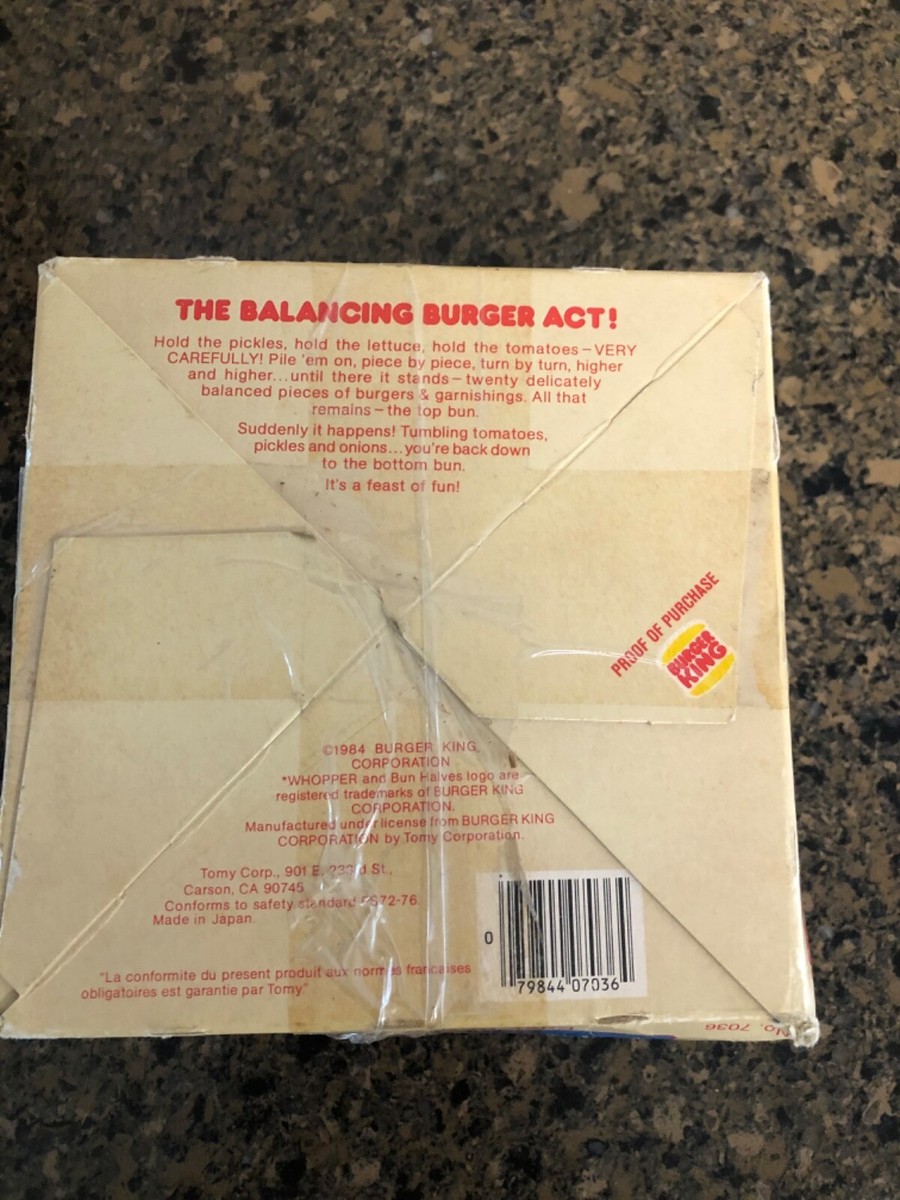 THE BALANCING BURGER ACT!
Hold the pickles, hold the lettuce, hold the tomatoes—VERY
CAREFULLY! Pile 'em on, piece by piece, turn by turn, higher
and higher...until there it stands—twenty delicately
balanced pieces of burgers & garnishings. All that
remains—the top bun.
Suddenly it happens! Tumbling tomatoes,
pickles and onions...you're back down
to the bottom bun.
It's a feast of fun!
PROOF OF PURCHASE
BURGER
KING
©1984 BURGER KING
CORPORATION
*WHOPPER and Bun Halves logo are
registered trademarks of BURGER KING
CORPORATION.
Manufactured under license from BURGER KING
CORPORATION by Tomy Corporation.
Tomy Corp., 901 E. 233rd St.,
Carson, CA 90745
Conforms to safety standard PS72-76.
Made in Japan.
"La conformite du present produit aux normes francaises
obligatoires est garantie par Tomy."
0 79844 07036
No. 7036